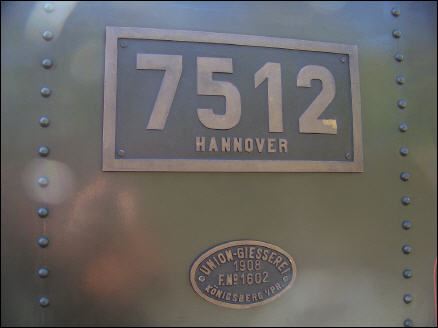 7512
HANNOVER
UNION-GIESSEREI
1908
F.No 1602
KÖNIGSBERG I/PR.